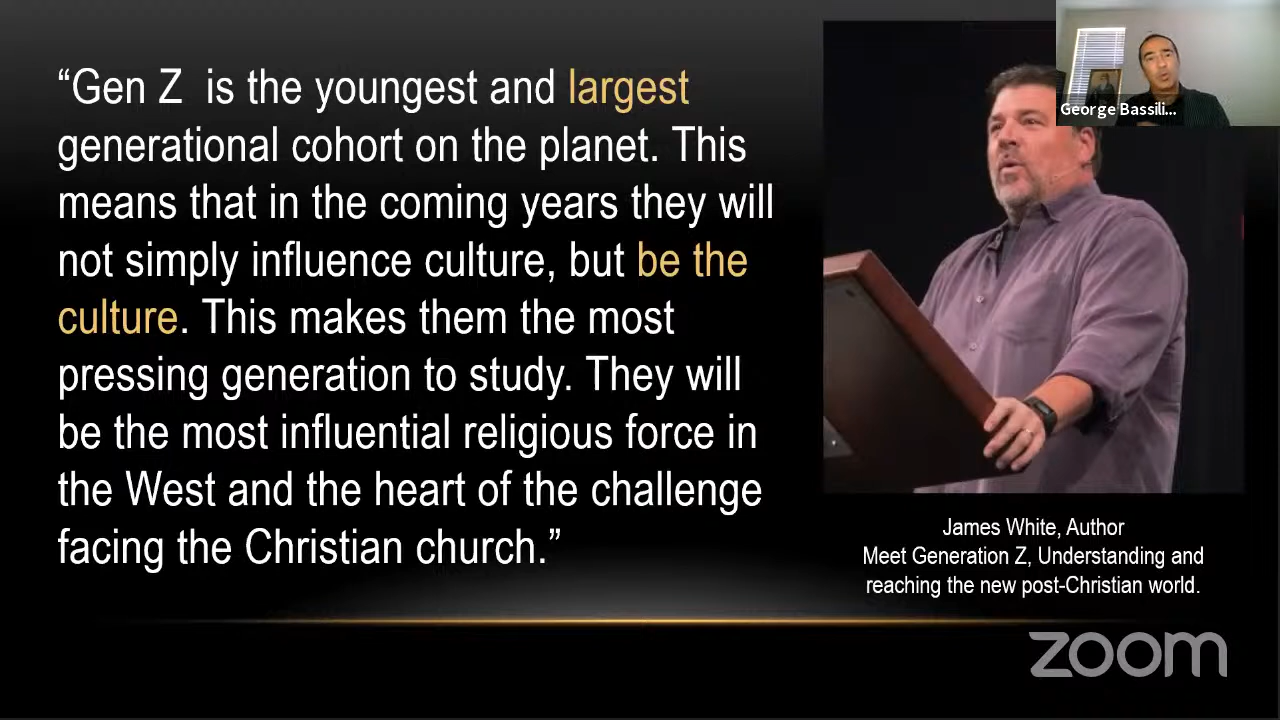 “Gen Z is the youngest and largest
generational cohort on the planet. This
means that in the coming years they will
not simply influence culture, but be the
culture. This makes them the most
pressing generation to study. They will
be the most influential religious force in
the West and the heart of the challenge
facing the Christian church.”
George Bassili...
James White, Author
Meet Generation Z, Understanding and
reaching the new post-Christian world.
zoom